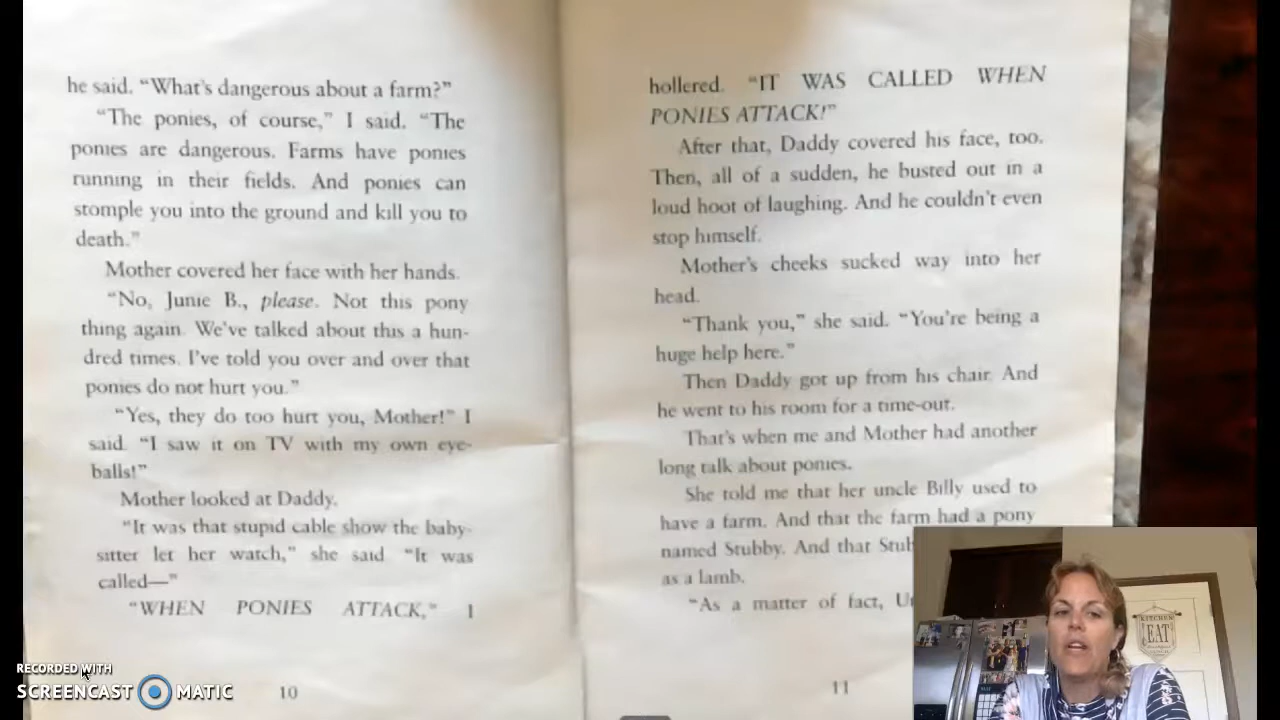 he said. “What’s dangerous about a farm?”
“The ponies, of course,” I said. “The
ponies are dangerous. Farms have ponies
running in their fields. And ponies can
stomple you into the ground and kill you to
death.”
Mother covered her face with her hands.
“No, Junie B., please. Not this pony
thing again. We’ve talked about this a hun-
dred times. I’ve told you over and over that
ponies do not hurt you.”
“Yes, they do too hurt you, Mother!” I
said. “I saw it on TV with my own eye-
balls!”
Mother looked at Daddy.
“It was that stupid cable show the baby-
sitter let her watch,” she said. “It was
called—”
“WHEN PONIES ATTACK,” I
10
hollered. “IT WAS CALLED WHEN
PONIES ATTACK!”
After that, Daddy covered his face, too.
Then, all of a sudden, he busted out in a
loud hoot of laughing. And he couldn’t even
stop himself.
Mother’s cheeks sucked way into her
head.
“Thank you,” she said. “You’re being a
huge help here.”
Then Daddy got up from his chair. And
he went to his room for a time-out.
That’s when me and Mother had another
long talk about ponies.
She told me that her uncle Billy used to
have a farm. And that the farm had a pony
named Stubby. And that Stub
as a lamb.
“As a matter of fact, U
11
KITCHEN
EAT
RECORDED WITH
SCREENCAST MATIC